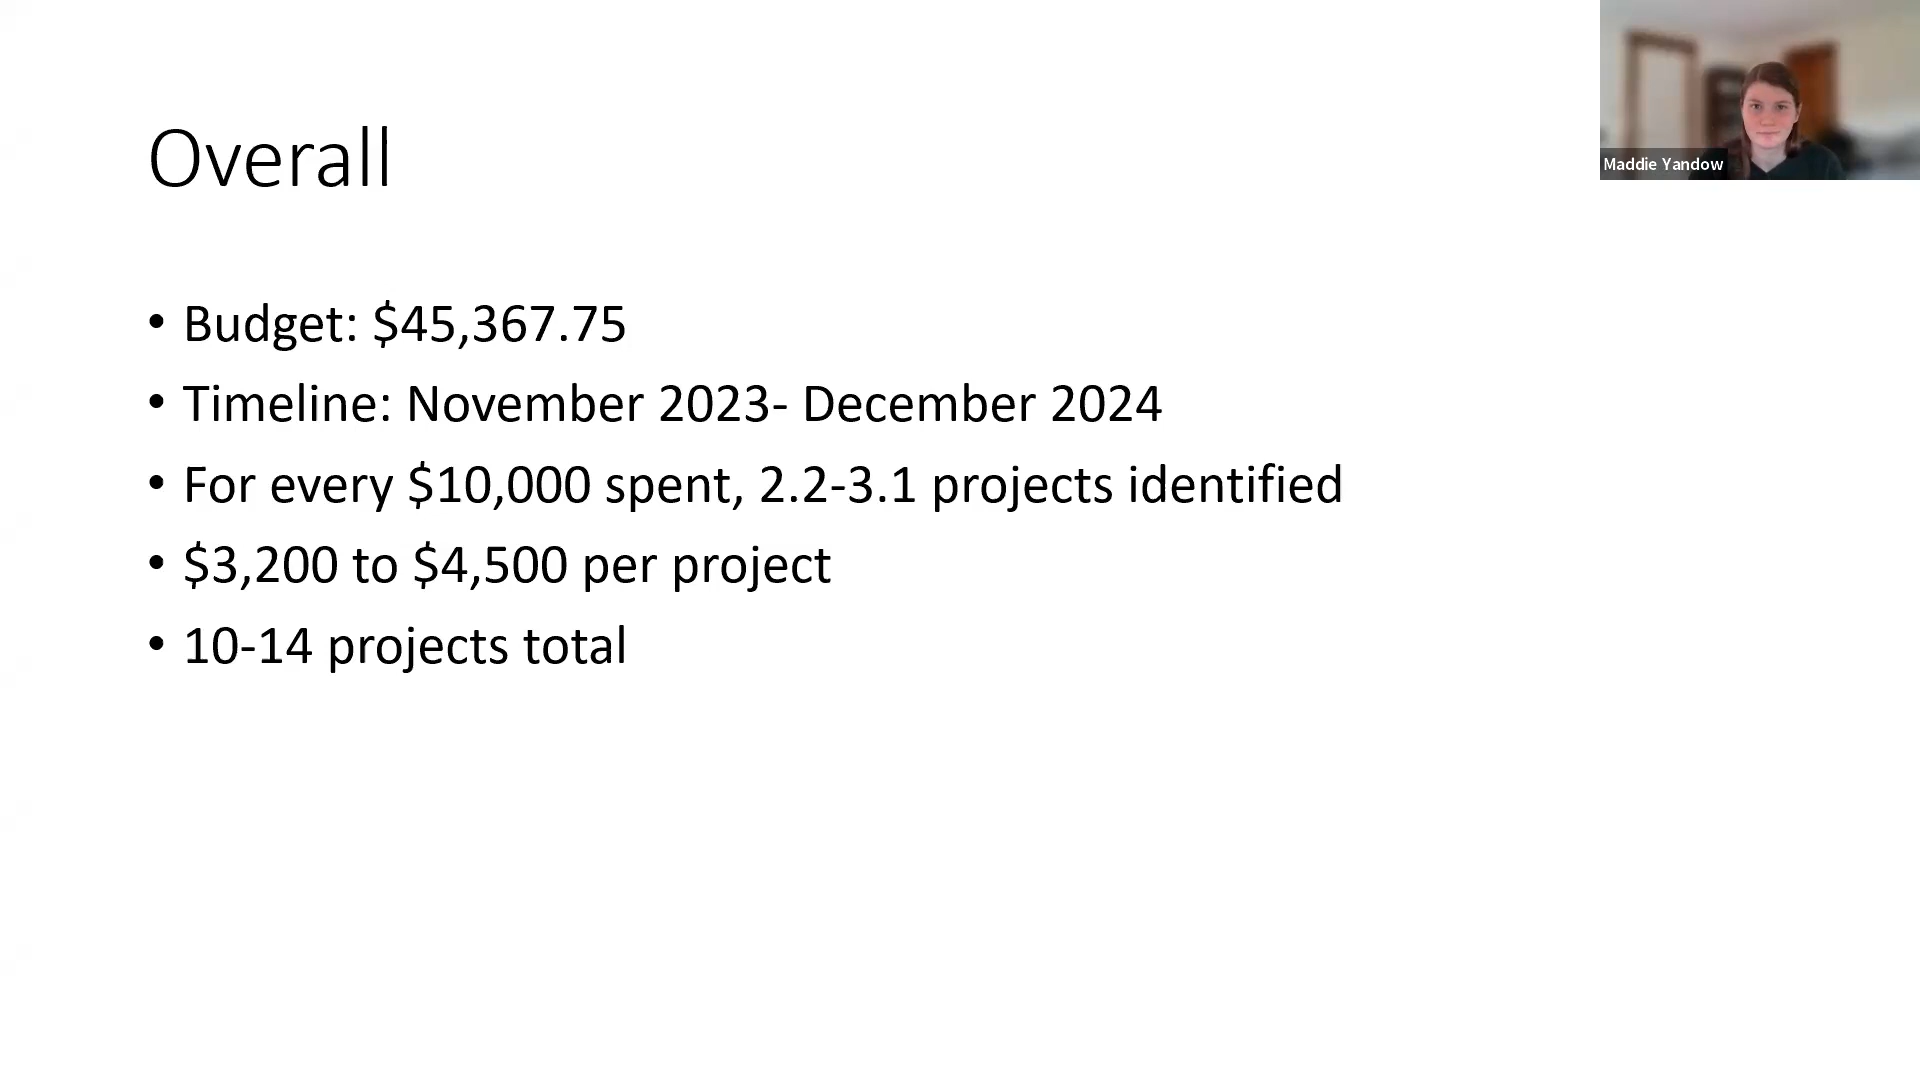 Overall
• Budget: $45,367.75
• Timeline: November 2023- December 2024
• For every $10,000 spent, 2.2-3.1 projects identified
• $3,200 to $4,500 per project
• 10-14 projects total
Maddie Yandow